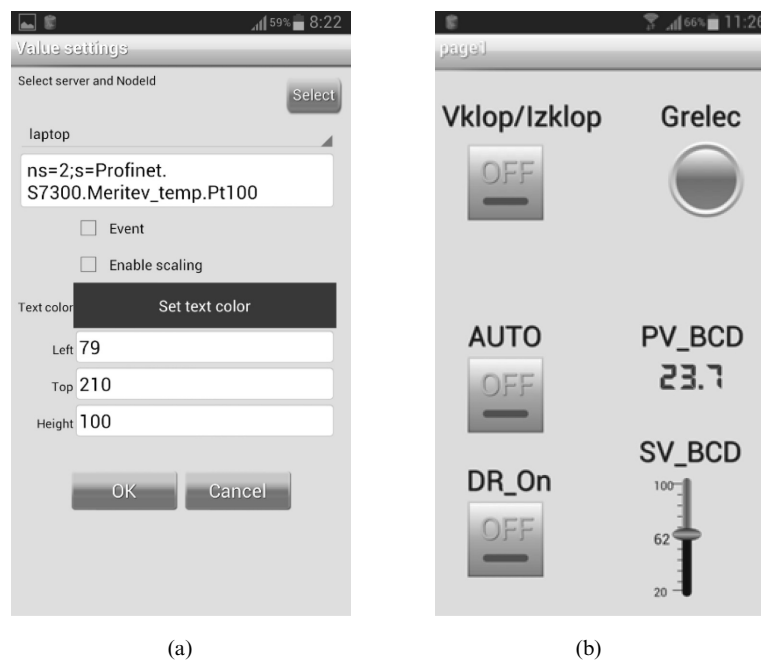 59% 8:22
Value settings
Select server and NodeId
Select
laptop
ns=2;s=Profinet.
S7300.Meritev_temp.Pt100
Event
Enable scaling
Text color Set text color
Left 79
Top 210
Height 100
OK Cancel
(a)
66% 11:26
page1
Vklop/Izklop Grelec
OFF
AUTO PV_BCD
OFF 23.7
SV_BCD
DR_On
100
OFF
62
20
(b)